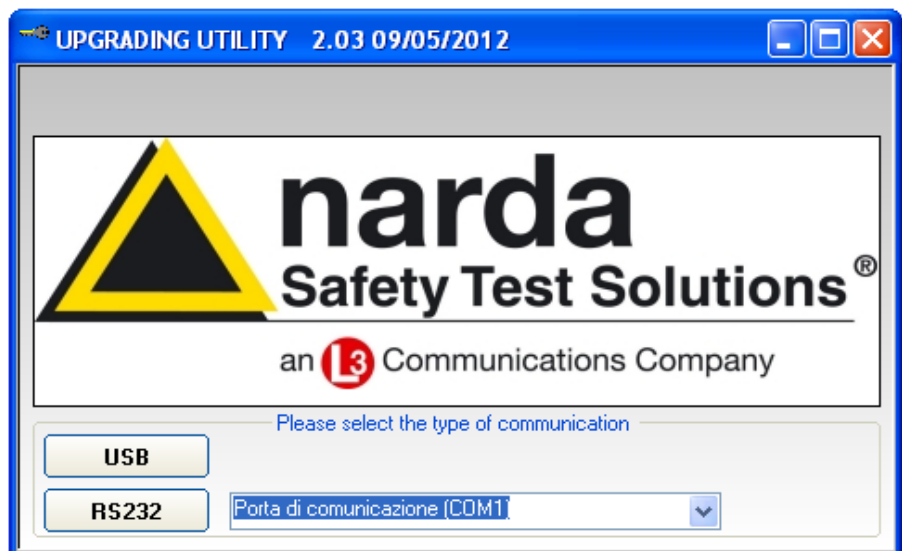 UPGRADING UTILITY 2.03 09/05/2012
narda
Safety Test Solutions®
an L3 Communications Company
Please select the type of communication
USB
RS232
Porta di comunicazione (COM1)